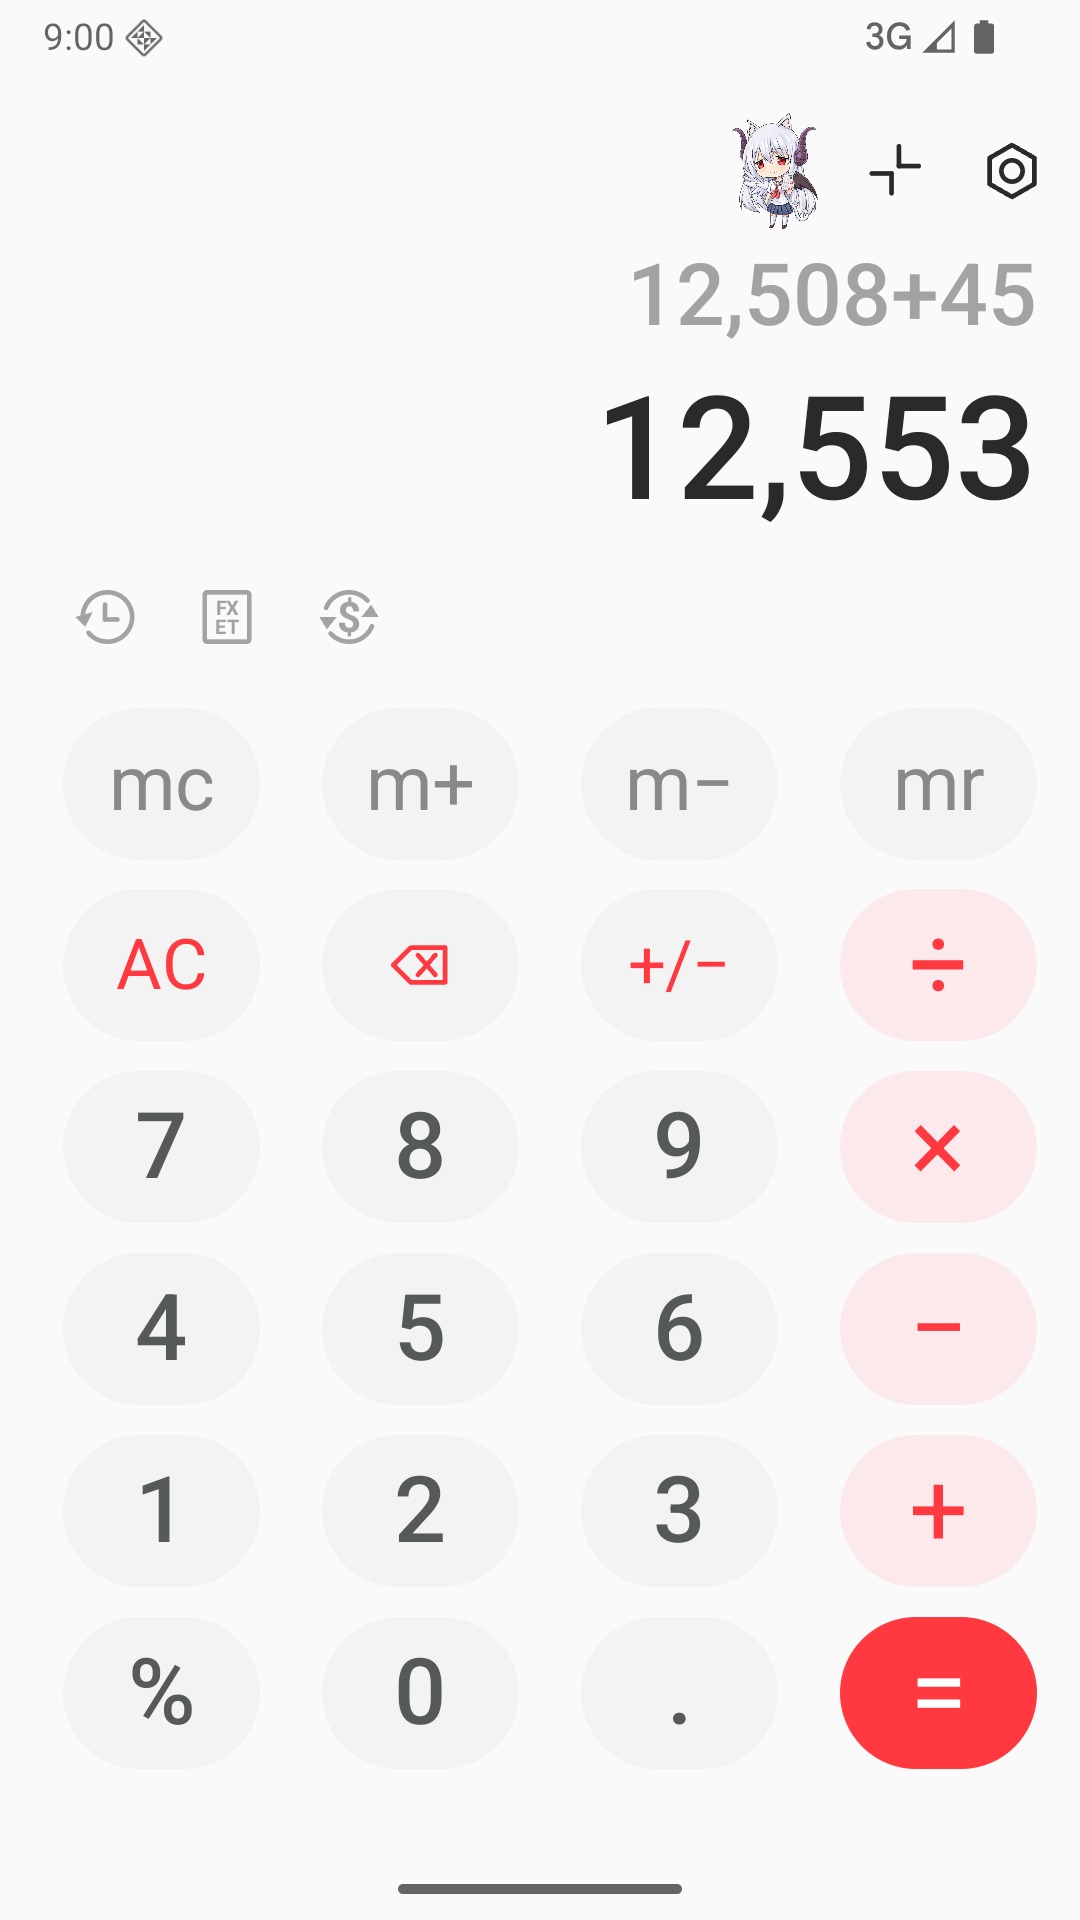 9:00 3G
12,508+45
12,553
FX
ET
$
mc m+ m− mr
AC +/− ÷
7 8 9 ×
4 5 6 −
1 2 3 +
% 0 . =